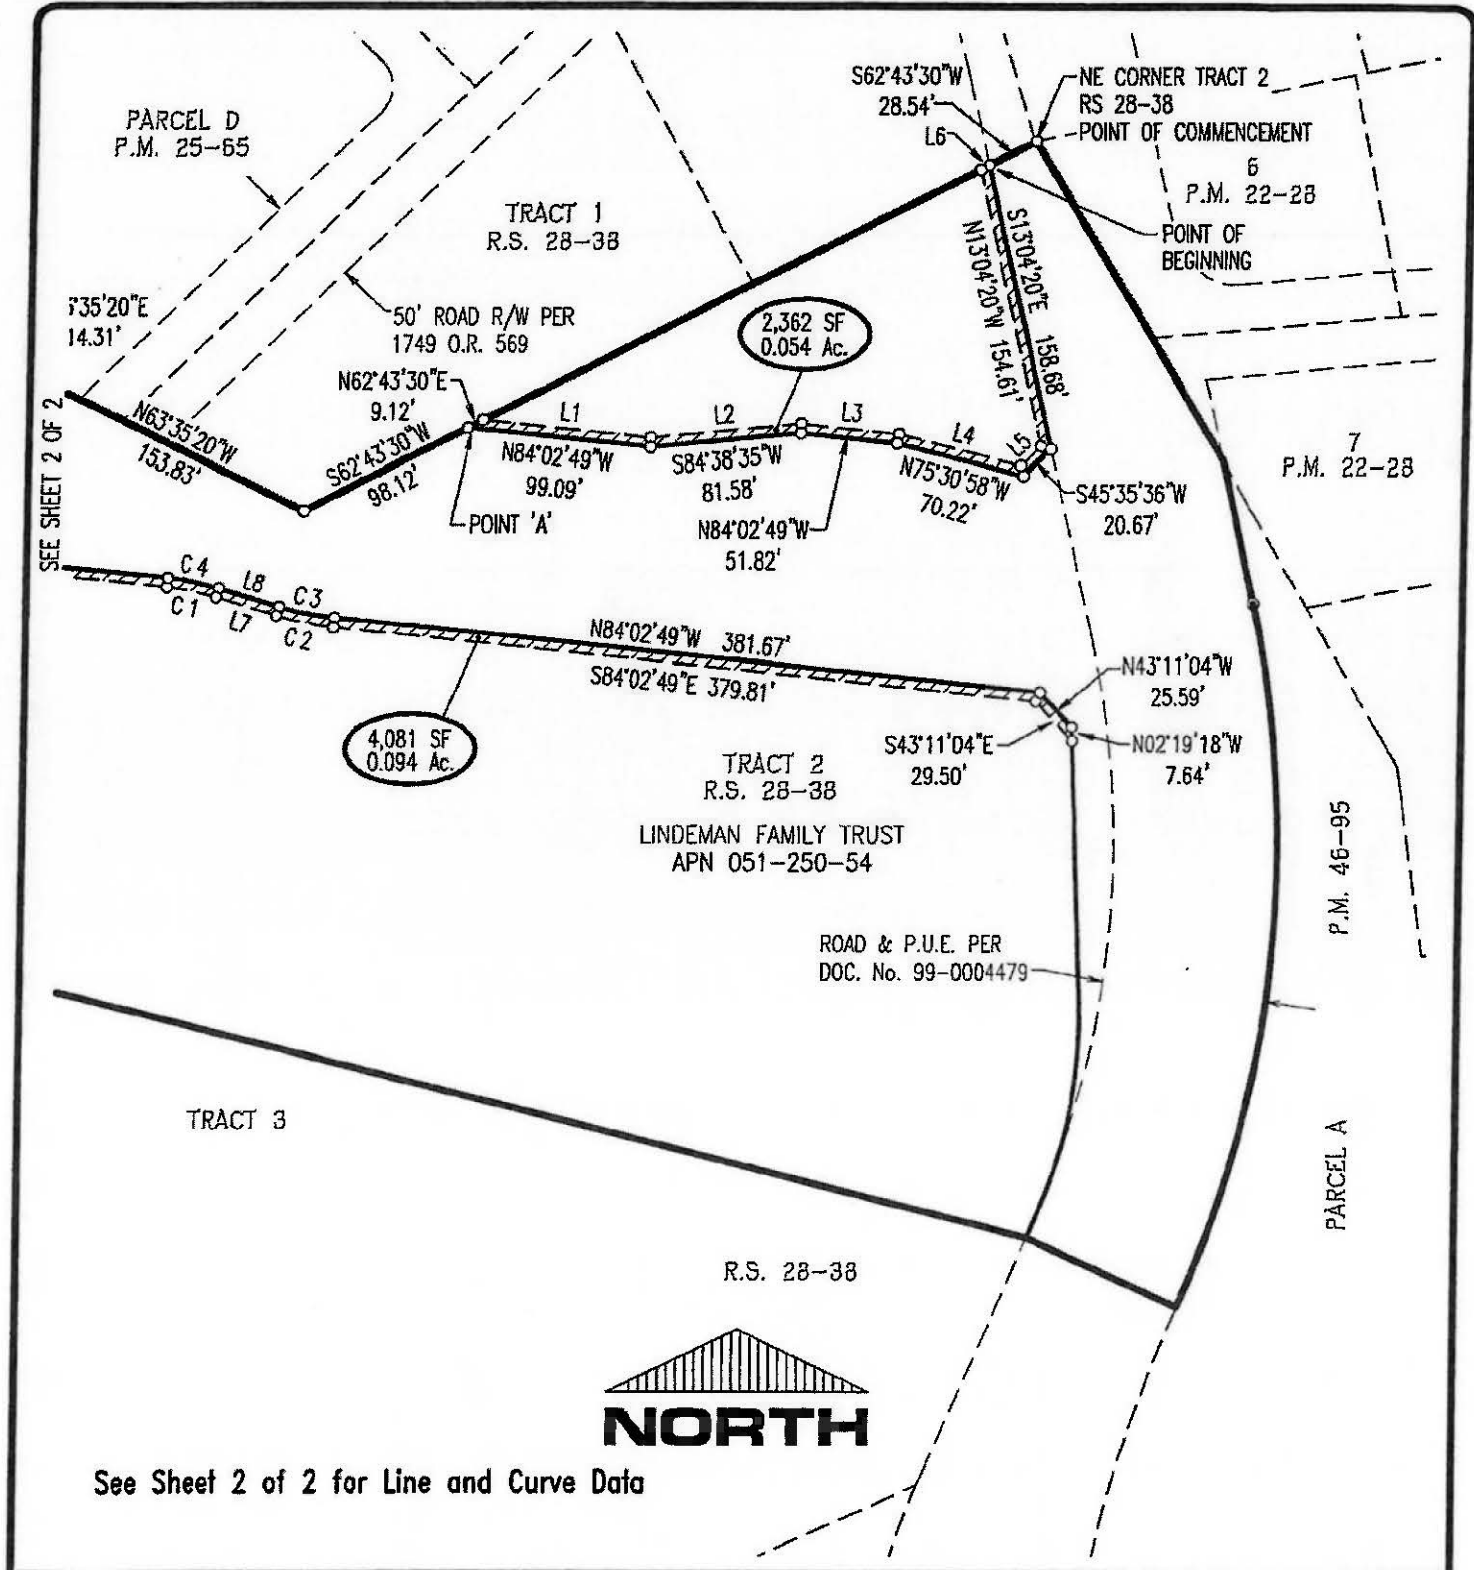 S62°43'30"W
28.54'
L6
NE CORNER TRACT 2
RS 28-38
POINT OF COMMENCEMENT
6
P.M. 22-28
POINT OF
BEGINNING
PARCEL D
P.M. 25-65
TRACT 1
R.S. 28-38
S13°04'20"E 158.68'
N13°04'20"W 154.61'
7°35'20"E
14.31'
50' ROAD R/W PER
1749 O.R. 569
2,362 SF
0.054 Ac.
N62°43'30"E
9.12'
L1
L2
L3
L4
L5
N63°35'20"W
153.83'
S62°43'30"W
98.12'
N84°02'49"W
99.09'
S84°38'35"W
81.58'
N75°30'58"W
70.22'
7
P.M. 22-28
POINT 'A'
N84°02'49"W
51.82'
S45°35'36"W
20.67'
SEE SHEET 2 OF 2
C4
L8
C3
C1
L7
C2
N84°02'49"W 381.67'
S84°02'49"E 379.81'
N43°11'04"W
25.59'
4,081 SF
0.094 Ac.
S43°11'04"E
29.50'
N02°19'18"W
7.64'
TRACT 2
R.S. 28-38
LINDEMAN FAMILY TRUST
APN 051-250-54
P.M. 46-95
ROAD & P.U.E. PER
DOC. No. 99-0004479
TRACT 3
PARCEL A
R.S. 28-38
NORTH
See Sheet 2 of 2 for Line and Curve Data